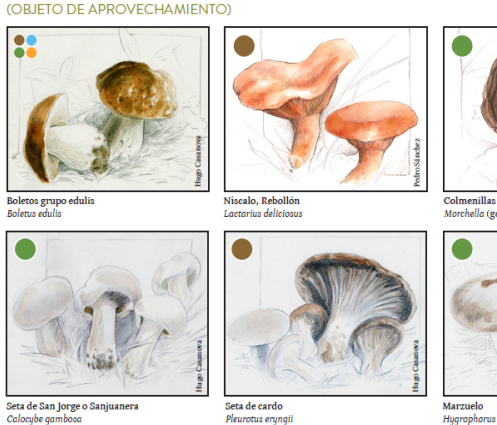 (OBJETO DE APROVECHAMIENTO)
Hugo Casanova
Pedro Sánchez
Boletos grupo edulis
Boletus edulis
Níscalo, Rebollón
Lactarius deliciosus
Colmenillas
Morchella (ge
Hugo Casanova
Hugo Casanova
Seta de San Jorge o Sanjuanera
Calocybe gambosa
Seta de cardo
Pleurotus eryngii
Marzuelo
Hygrophorus